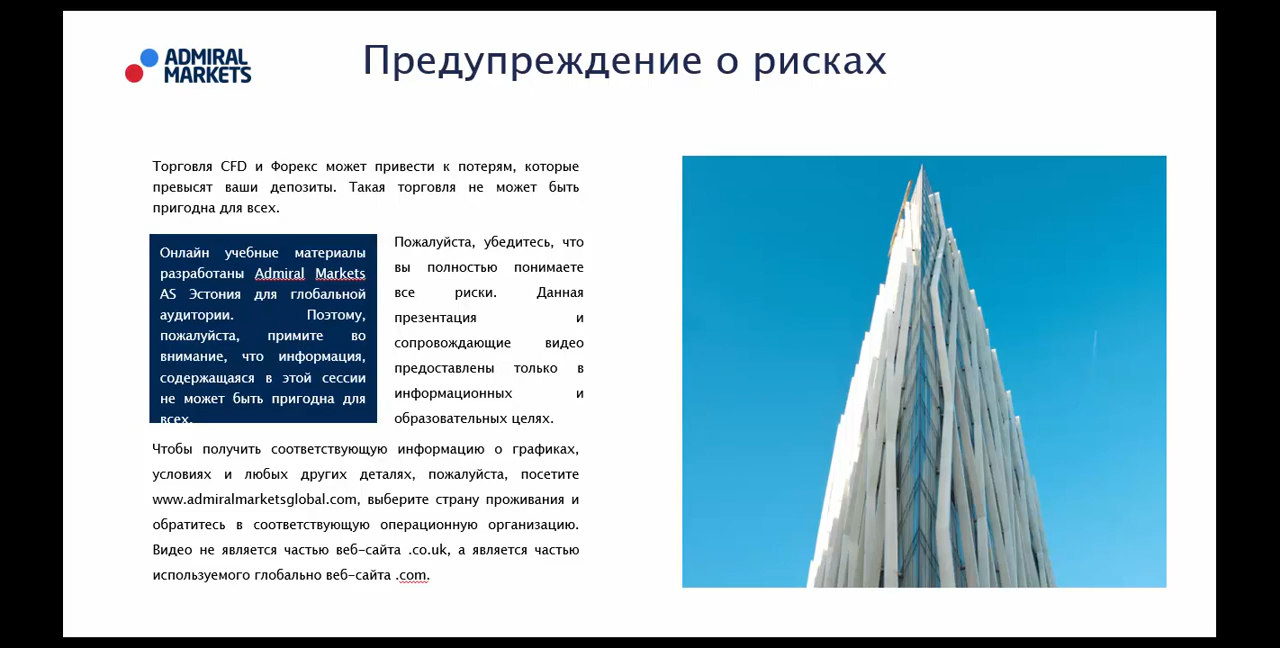 ADMIRAL
MARKETS
Предупреждение о рисках
Торговля CFD и Форекс может привести к потерям, которые
превысят ваши депозиты. Такая торговля не может быть
пригодна для всех.
Онлайн учебные материалы
разработаны Admiral Markets
AS Эстония для глобальной
аудитории. Поэтому,
пожалуйста, примите во
внимание, что информация,
содержащаяся в этой сессии
не может быть пригодна для
всех.
Пожалуйста, убедитесь, что
вы полностью понимаете
все риски. Данная
презентация и
сопровождающие видео
предоставлены только в
информационных и
образовательных целях.
Чтобы получить соответствующую информацию о графиках,
условиях и любых других деталях, пожалуйста, посетите
www.admiralmarketsglobal.com, выберите страну проживания и
обратитесь в соответствующую операционную организацию.
Видео не является частью веб-сайта .co.uk, а является частью
используемого глобально веб-сайта .com.